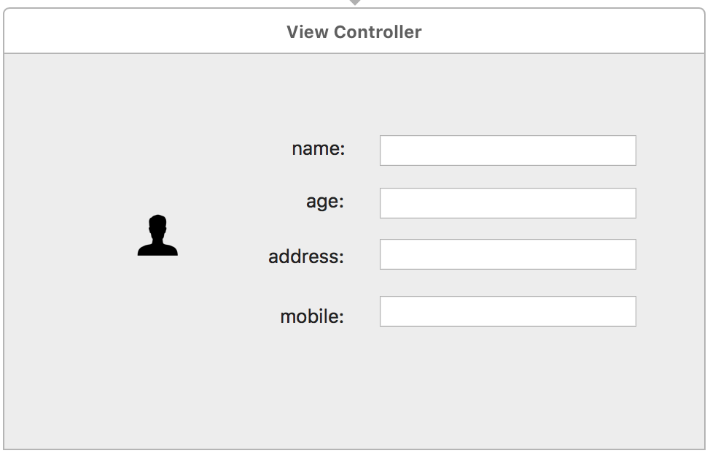 View Controller
name:
age:
address:
mobile: